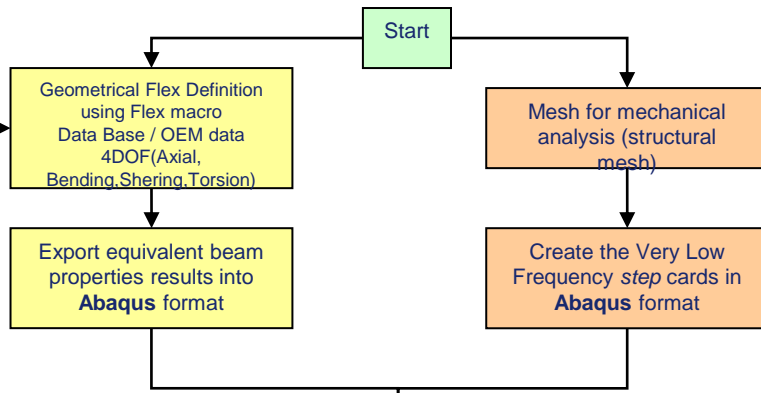 Start
Geometrical Flex Definition
using Flex macro
Data Base / OEM data
4DOF(Axial,
Bending,Shering,Torsion)
Mesh for mechanical
analysis (structural
mesh)
Export equivalent beam
properties results into
Abaqus format
Create the Very Low
Frequency step cards in
Abaqus format